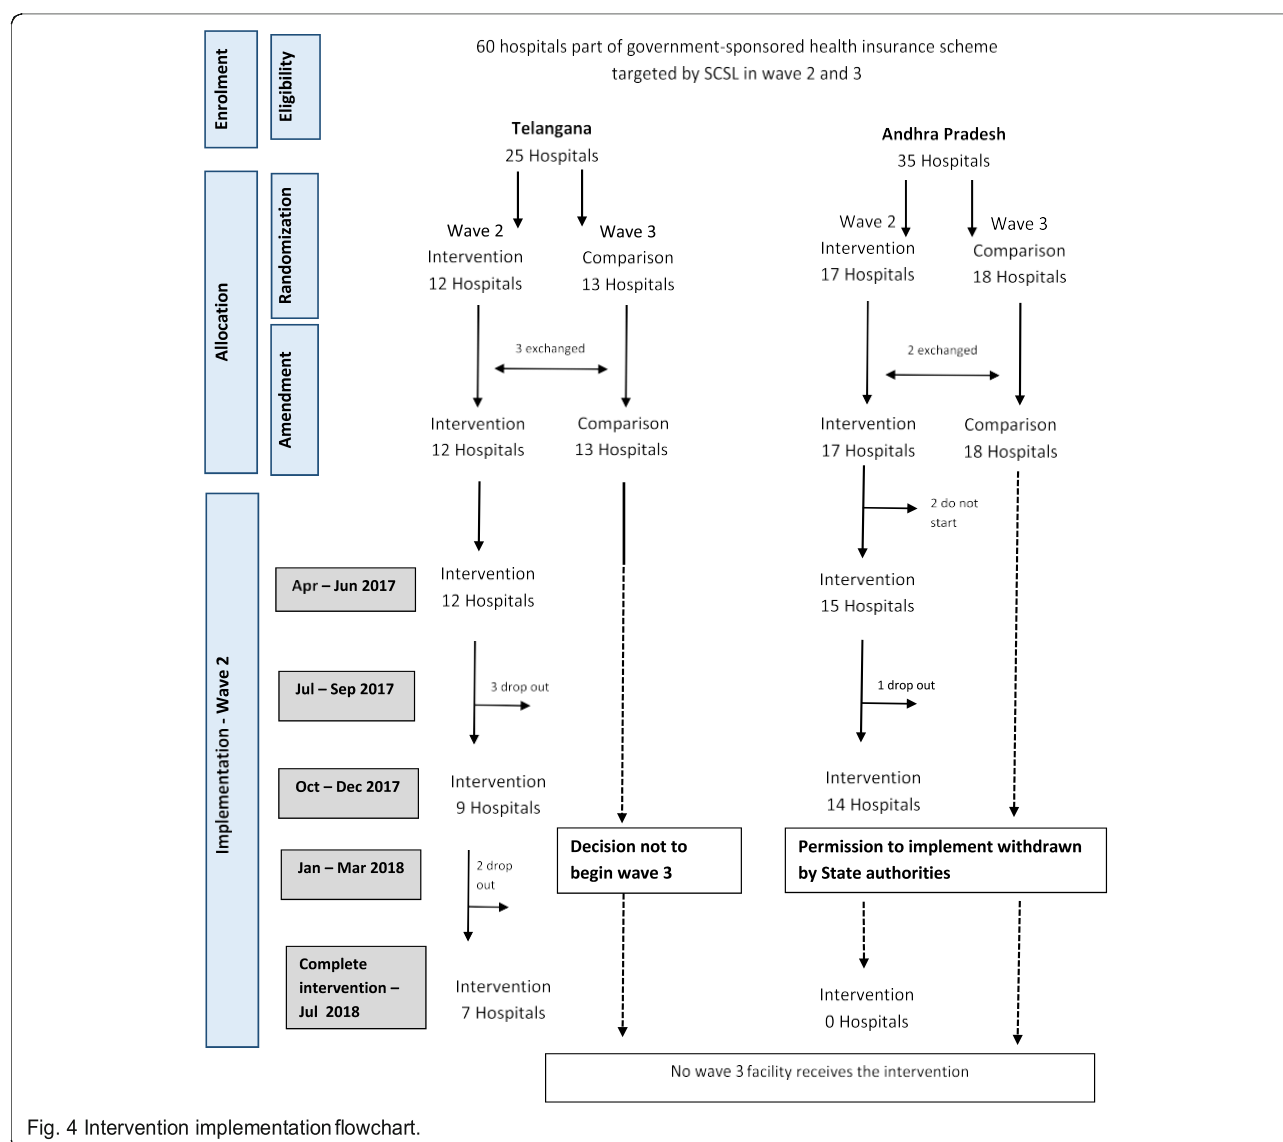 60 hospitals part of government-sponsored health insurance scheme
targeted by SCSL in wave 2 and 3
Enrolment
Eligibility
Telangana
25 Hospitals
Andhra Pradesh
35 Hospitals
Allocation
Randomization
Wave 2
Intervention
12 Hospitals
Wave 3
Comparison
13 Hospitals
Wave 2
Intervention
17 Hospitals
Wave 3
Comparison
18 Hospitals
Amendment
3 exchanged
2 exchanged
Intervention
12 Hospitals
Comparison
13 Hospitals
Intervention
17 Hospitals
Comparison
18 Hospitals
Implementation - Wave 2
2 do not
start
Apr – Jun 2017
Intervention
12 Hospitals
Intervention
15 Hospitals
Jul – Sep 2017
3 drop out
1 drop out
Oct – Dec 2017
Intervention
9 Hospitals
Intervention
14 Hospitals
Jan – Mar 2018
2 drop
out
Decision not to
begin wave 3
Permission to implement withdrawn
by State authorities
Complete
intervention –
Jul 2018
Intervention
7 Hospitals
Intervention
0 Hospitals
No wave 3 facility receives the intervention
Fig. 4 Intervention implementation flowchart.